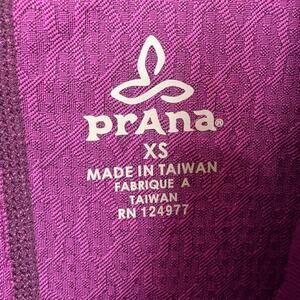 prAna®
XS
MADE IN TAIWAN
FABRIQUE A
TAIWAN
RN 124977